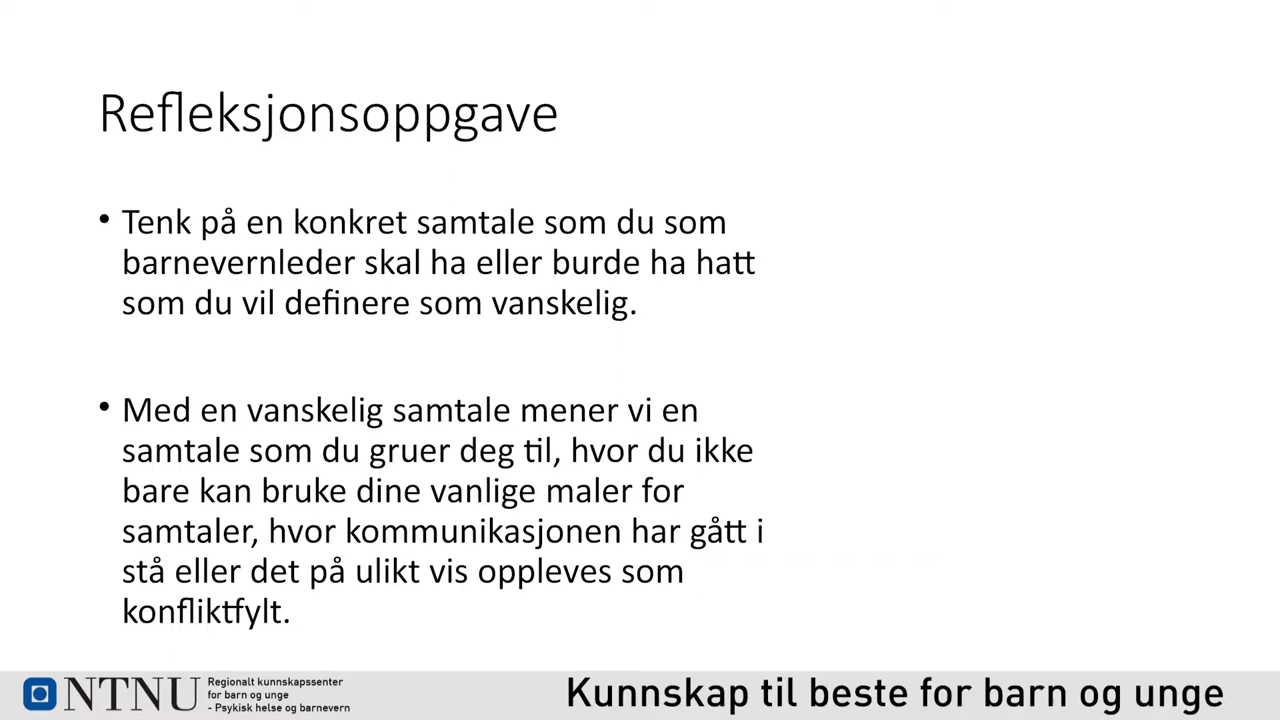 Refleksjonsoppgave
• Tenk på en konkret samtale som du som
barnevernleder skal ha eller burde ha hatt
som du vil definere som vanskelig.
• Med en vanskelig samtale mener vi en
samtale som du gruer deg til, hvor du ikke
bare kan bruke dine vanlige maler for
samtaler, hvor kommunikasjonen har gått i
stå eller det på ulikt vis oppleves som
konfliktfylt.
NTNU
Regionalt kunnskapssenter
for barn og unge
- Psykisk helse og barnevern
Kunnskap til beste for barn og unge